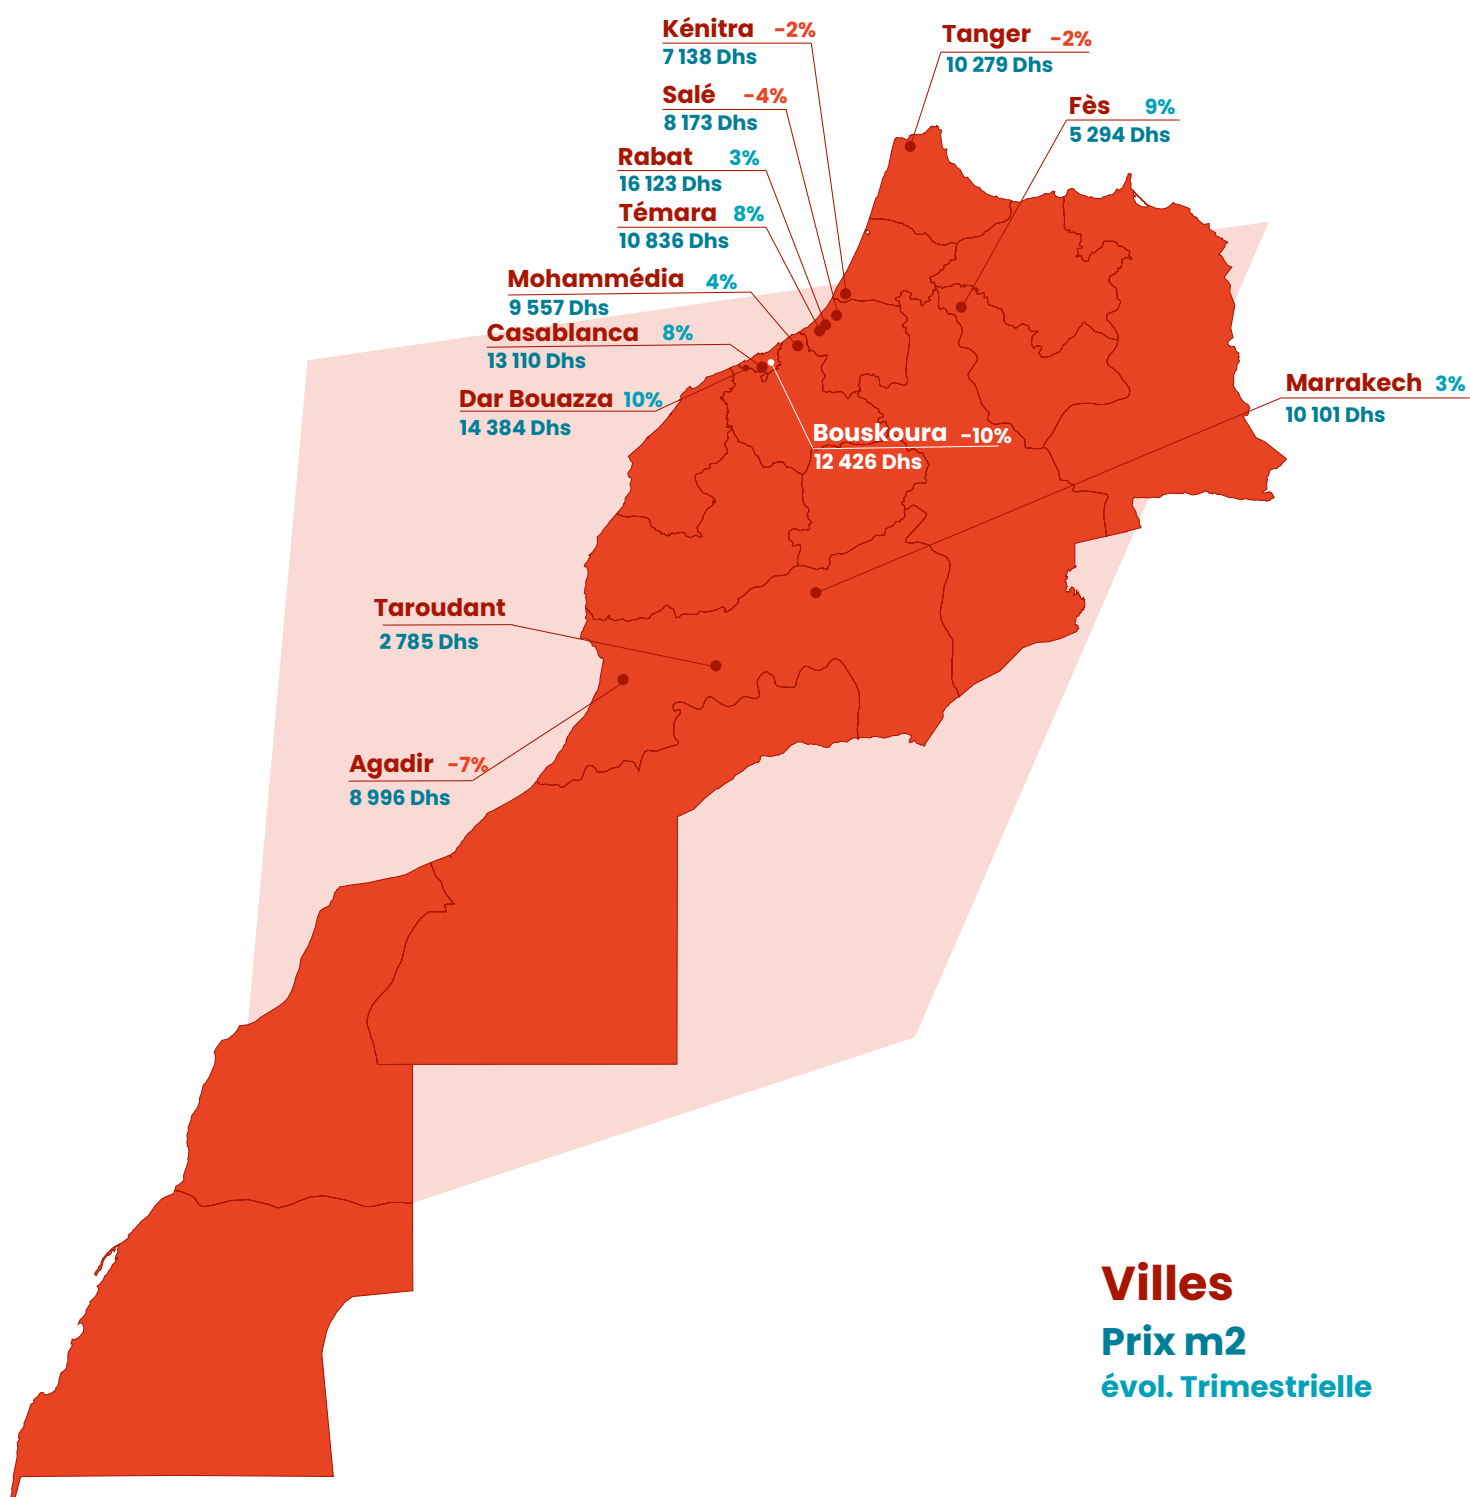 Kénitra -2%
7 138 Dhs
Tanger -2%
10 279 Dhs
Salé -4%
8 173 Dhs
Fès 9%
5 294 Dhs
Rabat 3%
16 123 Dhs
Témara 8%
10 836 Dhs
Mohammédia 4%
9 557 Dhs
Casablanca 8%
13 110 Dhs
Dar Bouazza 10%
14 384 Dhs
Marrakech 3%
10 101 Dhs
Bouskoura -10%
12 426 Dhs
Taroudant
2 785 Dhs
Agadir -7%
8 996 Dhs
Villes
Prix m2
évol. Trimestrielle